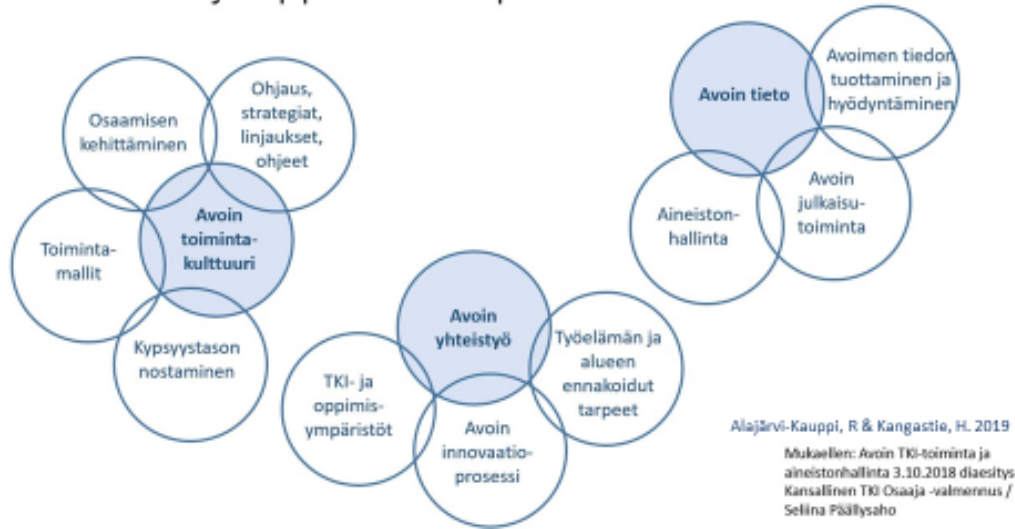 Osaamisen
kehittäminen
Ohjaus,
strategiat,
linjaukset,
ohjeet
Avoin
toiminta-
kulttuuri
Toiminta-
mallit
Kypsyystason
nostaminen
Avoin
yhteistyö
TKI- ja
oppimis-
ympäristöt
Avoin
innovaatio-
prosessi
Työelämän ja
alueen
ennakoidut
tarpeet
Avoin tieto
Avoimen tiedon
tuottaminen ja
hyödyntäminen
Aineiston-
hallinta
Avoin
julkaisu-
toiminta
Alajärvi-Kauppi, R & Kangastie, H. 2019
Mukaellen: Avoin TKI-toiminta ja
aineistonhallinta 3.10.2018 diaesitys
Kansallinen TKI Osaaja -valmennus /
Seliina Päällysaho